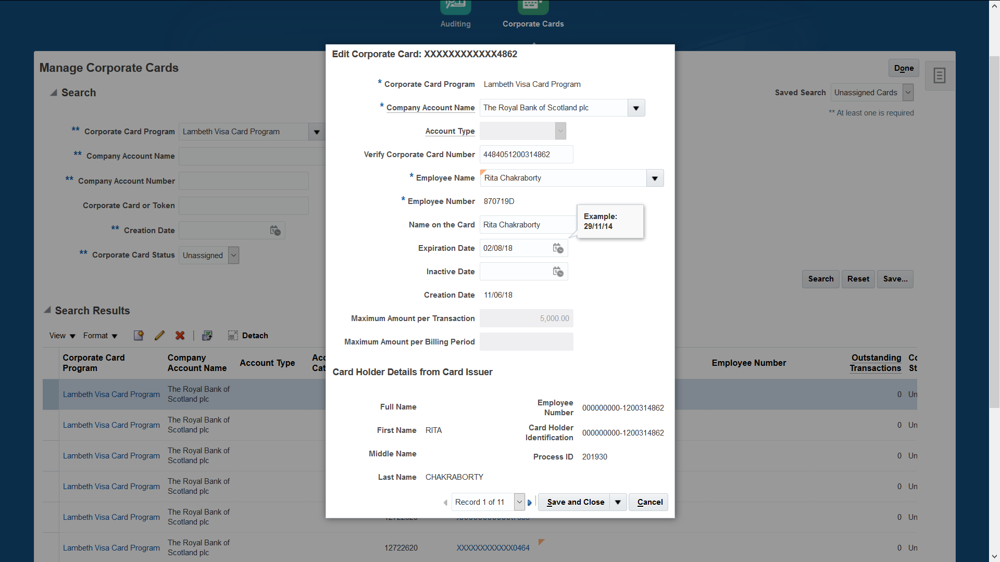 Auditing
Corporate Cards
Manage Corporate Cards
Done
Search
Saved Search Unassigned Cards
** At least one is required
** Corporate Card Program Lambeth Visa Card Program
** Company Account Name
** Company Account Number
Corporate Card or Token
** Creation Date
** Corporate Card Status Unassigned
Search Reset Save...
Search Results
View Format Detach
Corporate Card Program
Company Account Name
Account Type
Employee Number
Outstanding Transactions
Lambeth Visa Card Program The Royal Bank of Scotland plc 0 Un
Lambeth Visa Card Program The Royal Bank of Scotland plc 0 Un
Lambeth Visa Card Program The Royal Bank of Scotland plc 0 Un
Lambeth Visa Card Program The Royal Bank of Scotland plc 0 Un
Lambeth Visa Card Program The Royal Bank of Scotland plc 0 Un
Lambeth Visa Card Program The Royal Bank of Scotland plc 12722620 XXXXXXXXXXXX0464 0 Un
Edit Corporate Card: XXXXXXXXXXXX4862
* Corporate Card Program Lambeth Visa Card Program
* Company Account Name The Royal Bank of Scotland plc
Account Type
Verify Corporate Card Number 4484051200314862
* Employee Name Rita Chakraborty
* Employee Number 870719D
Name on the Card Rita Chakraborty
Example:
29/11/14
Expiration Date 02/08/18
Inactive Date
Creation Date 11/06/18
Maximum Amount per Transaction 5,000.00
Maximum Amount per Billing Period
Card Holder Details from Card Issuer
Full Name
First Name RITA
Middle Name
Last Name CHAKRABORTY
Employee Number 000000000-1200314862
Card Holder Identification 000000000-1200314862
Process ID 201930
Record 1 of 11 Save and Close Cancel